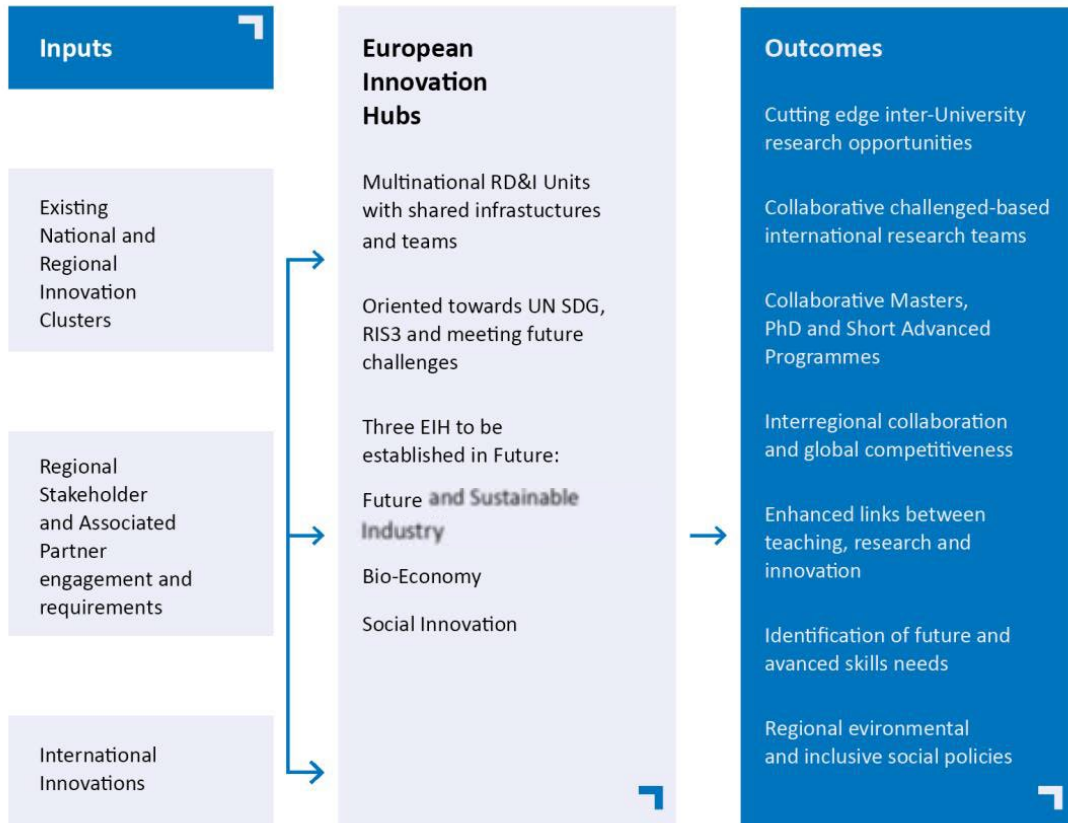 Inputs
Existing
National and
Regional
Innovation
Clusters
Regional
Stakeholder
and Associated
Partner
engagement and
requirements
International
Innovations
European
Innovation
Hubs
Multinational RD&I Units
with shared infrastuctures
and teams
Oriented towards UN SDG,
RIS3 and meeting future
challenges
Three EIH to be
established in Future:
Future and Sustainable
Industry
Bio-Economy
Social Innovation
Outcomes
Cutting edge inter-University
research opportunities
Collaborative challenged-based
international research teams
Collaborative Masters,
PhD and Short Advanced
Programmes
Interregional collaboration
and global competitiveness
Enhanced links between
teaching, research and
innovation
Identification of future and
avanced skills needs
Regional evironmental
and inclusive social policies